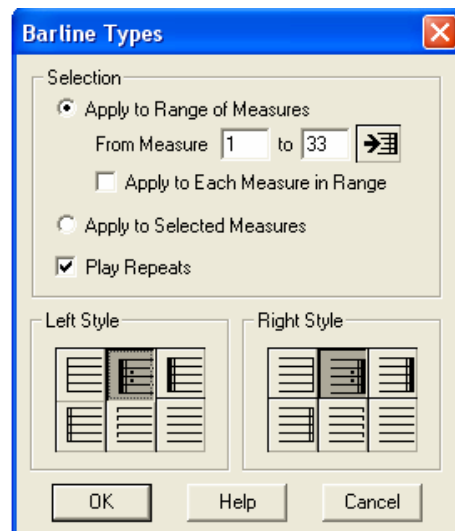 Barline Types
Selection
Apply to Range of Measures
From Measure 1 to 33
Apply to Each Measure in Range
Apply to Selected Measures
Play Repeats
Left Style
Right Style
OK Help Cancel